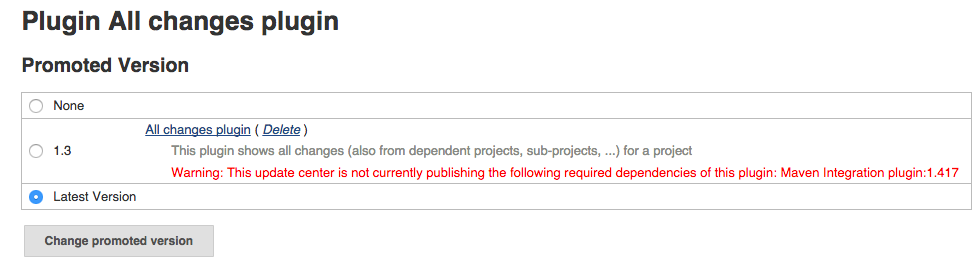 Plugin All changes plugin
Promoted Version
None
All changes plugin ( Delete )
1.3 This plugin shows all changes (also from dependent projects, sub-projects, ...) for a project
Warning: This update center is not currently publishing the following required dependencies of this plugin: Maven Integration plugin:1.417
Latest Version
Change promoted version